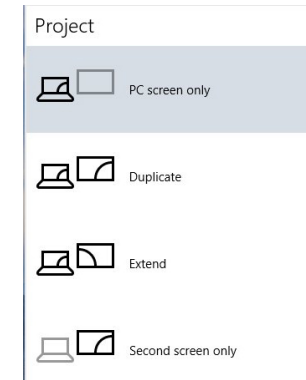 Project
PC screen only
Duplicate
Extend
Second screen only